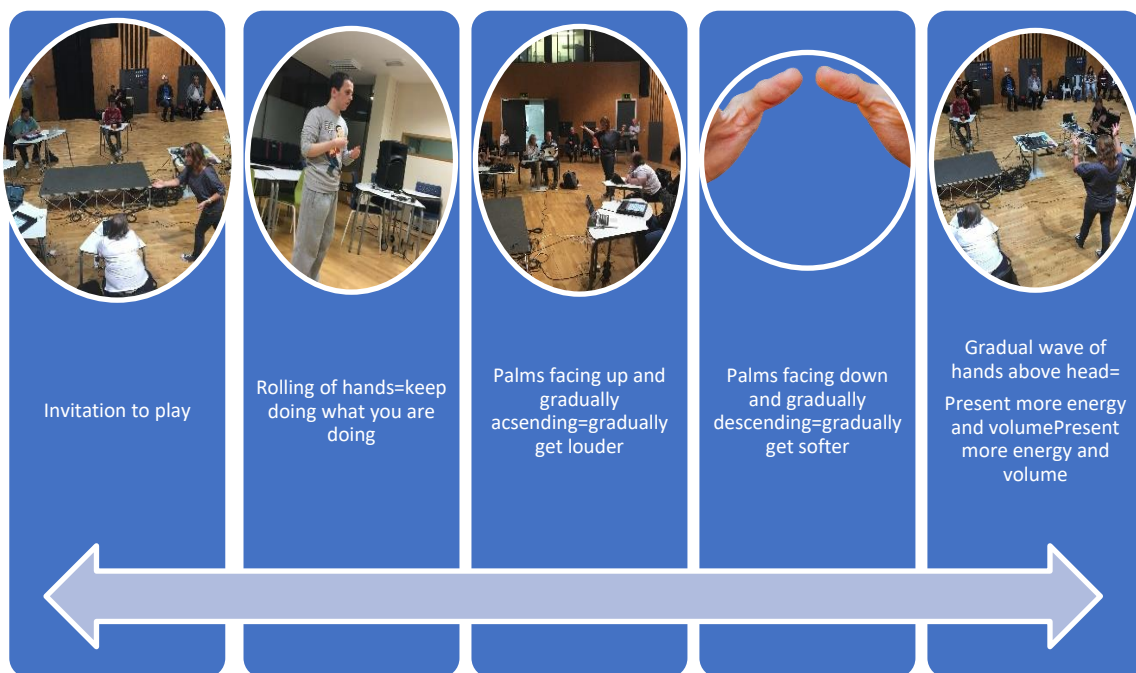 Invitation to play
Rolling of hands=keep
doing what you are
doing
Palms facing up and
gradually
acsending=gradually
get louder
Palms facing down
and gradually
descending=gradually
get softer
Gradual wave of
hands above head=
Present more energy
and volumePresent
more energy and
volume